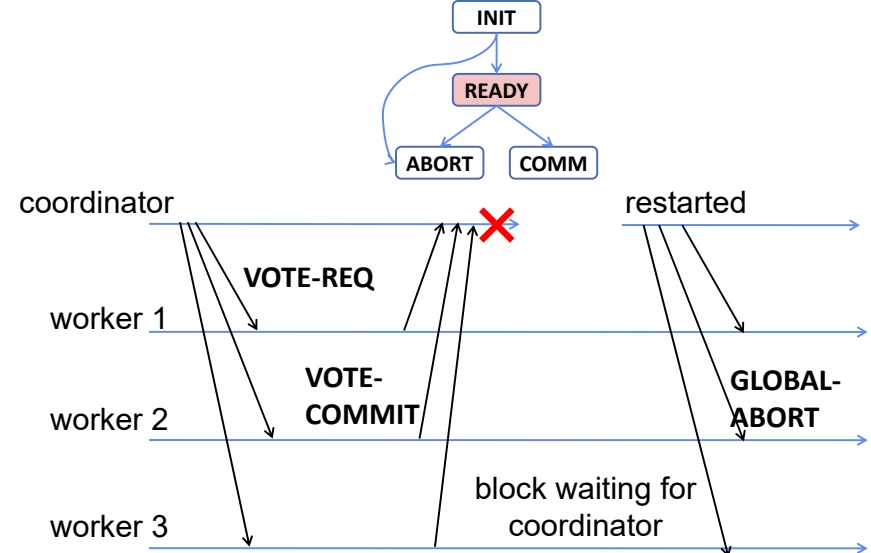 INIT
READY
ABORT
COMM
coordinator
restarted
VOTE-REQ
worker 1
VOTE-
COMMIT
GLOBAL-
ABORT
worker 2
block waiting for
coordinator
worker 3